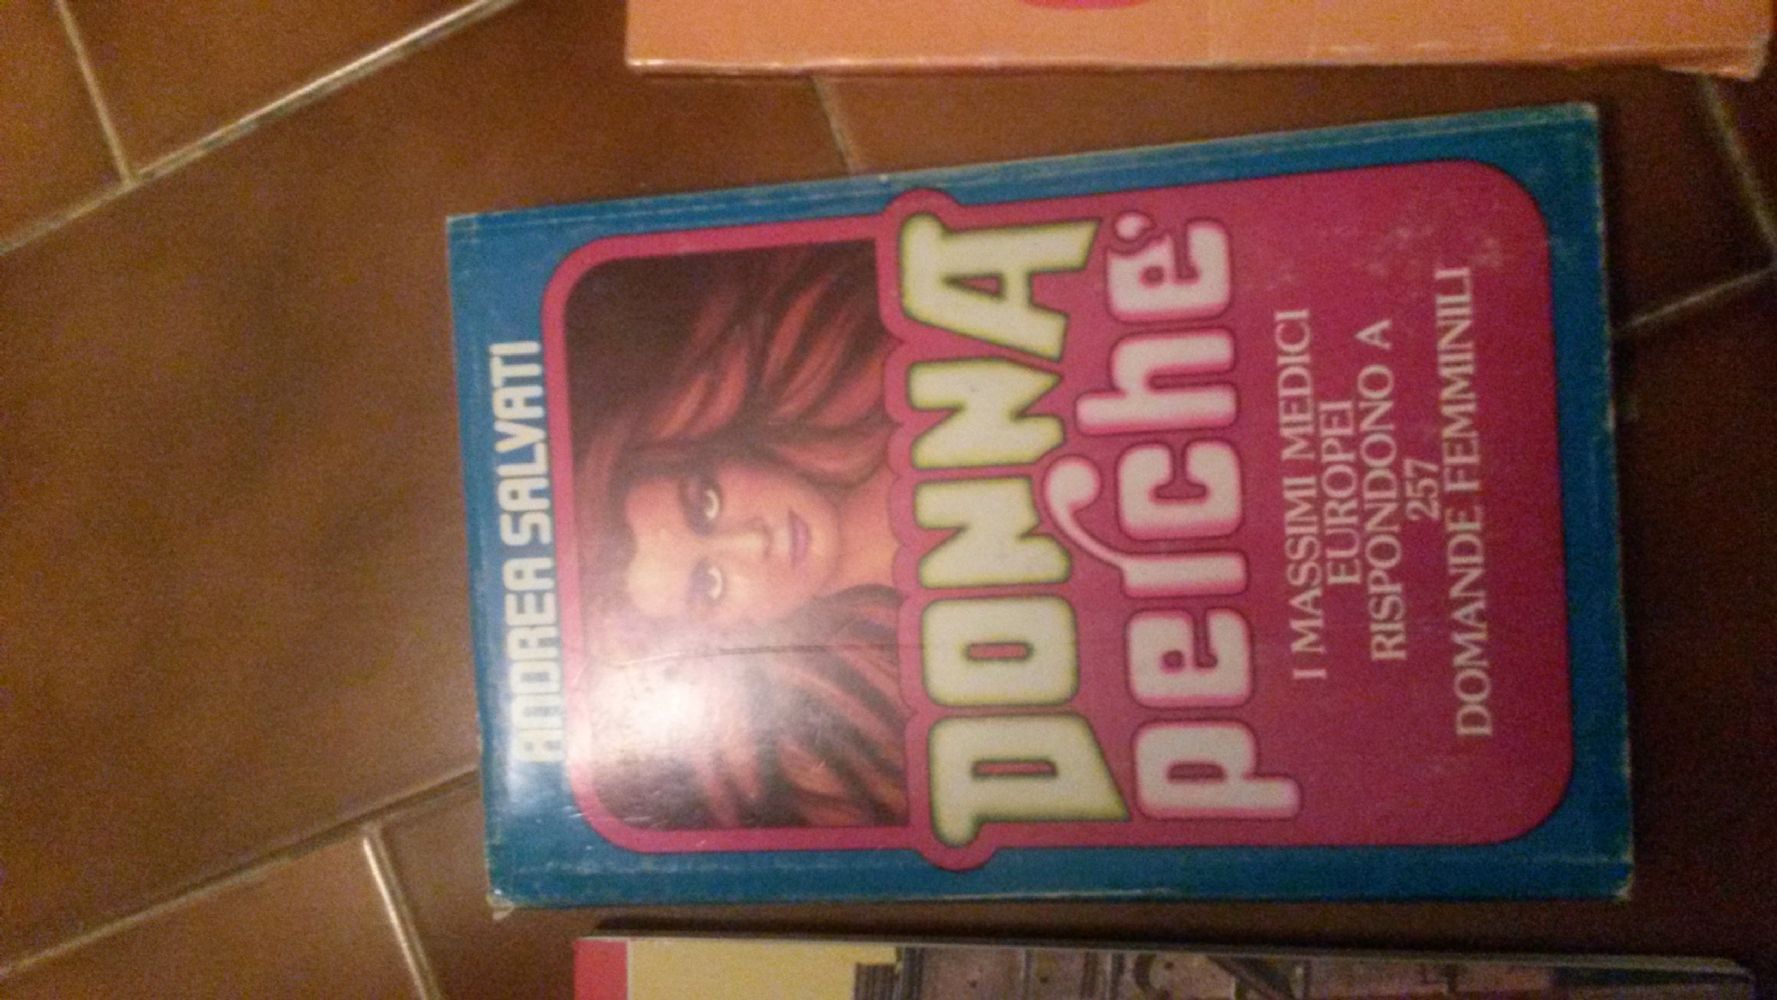 ANDREA SALVATI
DONNA
perché
I MASSIMI MEDICI
EUROPEI
RISPONDONO A
257
DOMANDE FEMMINILI